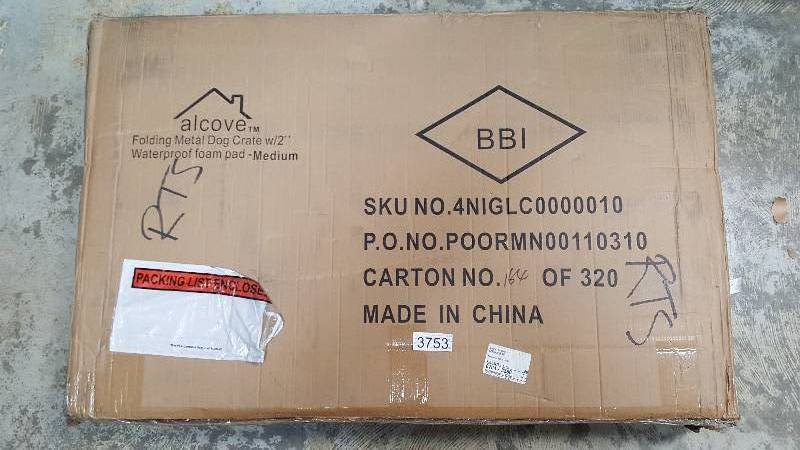 alcove™
Folding Metal Dog Crate w/2''
Waterproof foam pad -Medium
RTS
PACKING LIST ENCLOSE
BBI
SKU NO.4NIGLC0000010
P.O.NO.POORMN00110310
CARTON NO.164 OF 320
MADE IN CHINA
RTS
3753